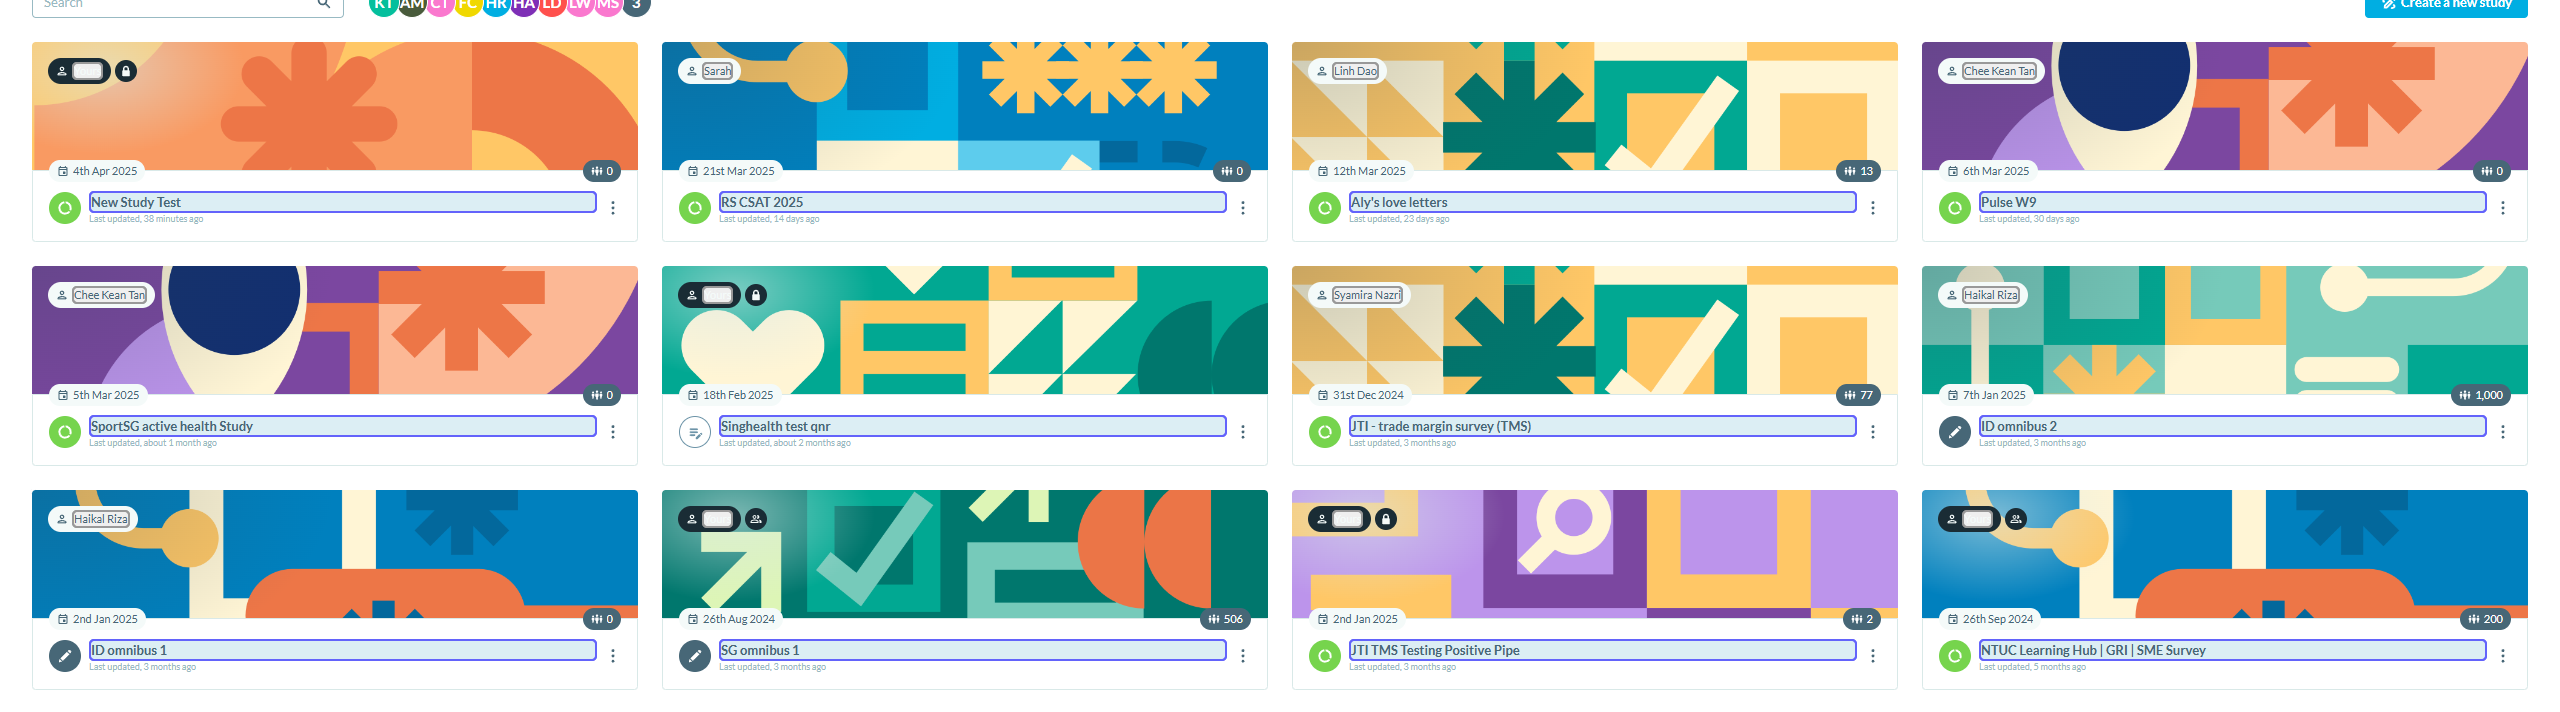 Search
KT AM CT FC HR HA LD LW MS 3
Create a new study
4th Apr 2025
0
New Study Test
Last updated, 38 minutes ago
Sarah
21st Mar 2025
0
RS CSAT 2025
Last updated, 14 days ago
Linh Dao
12th Mar 2025
13
Aly's love letters
Last updated, 23 days ago
Chee Kean Tan
6th Mar 2025
0
Pulse W9
Last updated, 30 days ago
Chee Kean Tan
5th Mar 2025
0
SportSG active health Study
Last updated, about 1 month ago
18th Feb 2025
Singhealth test qnr
Last updated, about 2 months ago
Syamira Nazri
31st Dec 2024
77
JTI - trade margin survey (TMS)
Last updated, 3 months ago
Haikal Riza
7th Jan 2025
1,000
ID omnibus 2
Last updated, 3 months ago
Haikal Riza
2nd Jan 2025
0
ID omnibus 1
Last updated, 3 months ago
26th Aug 2024
506
SG omnibus 1
Last updated, 3 months ago
2nd Jan 2025
2
JTI TMS Testing Positive Pipe
Last updated, 3 months ago
26th Sep 2024
200
NTUC Learning Hub | GRI | SME Survey
Last updated, 5 months ago